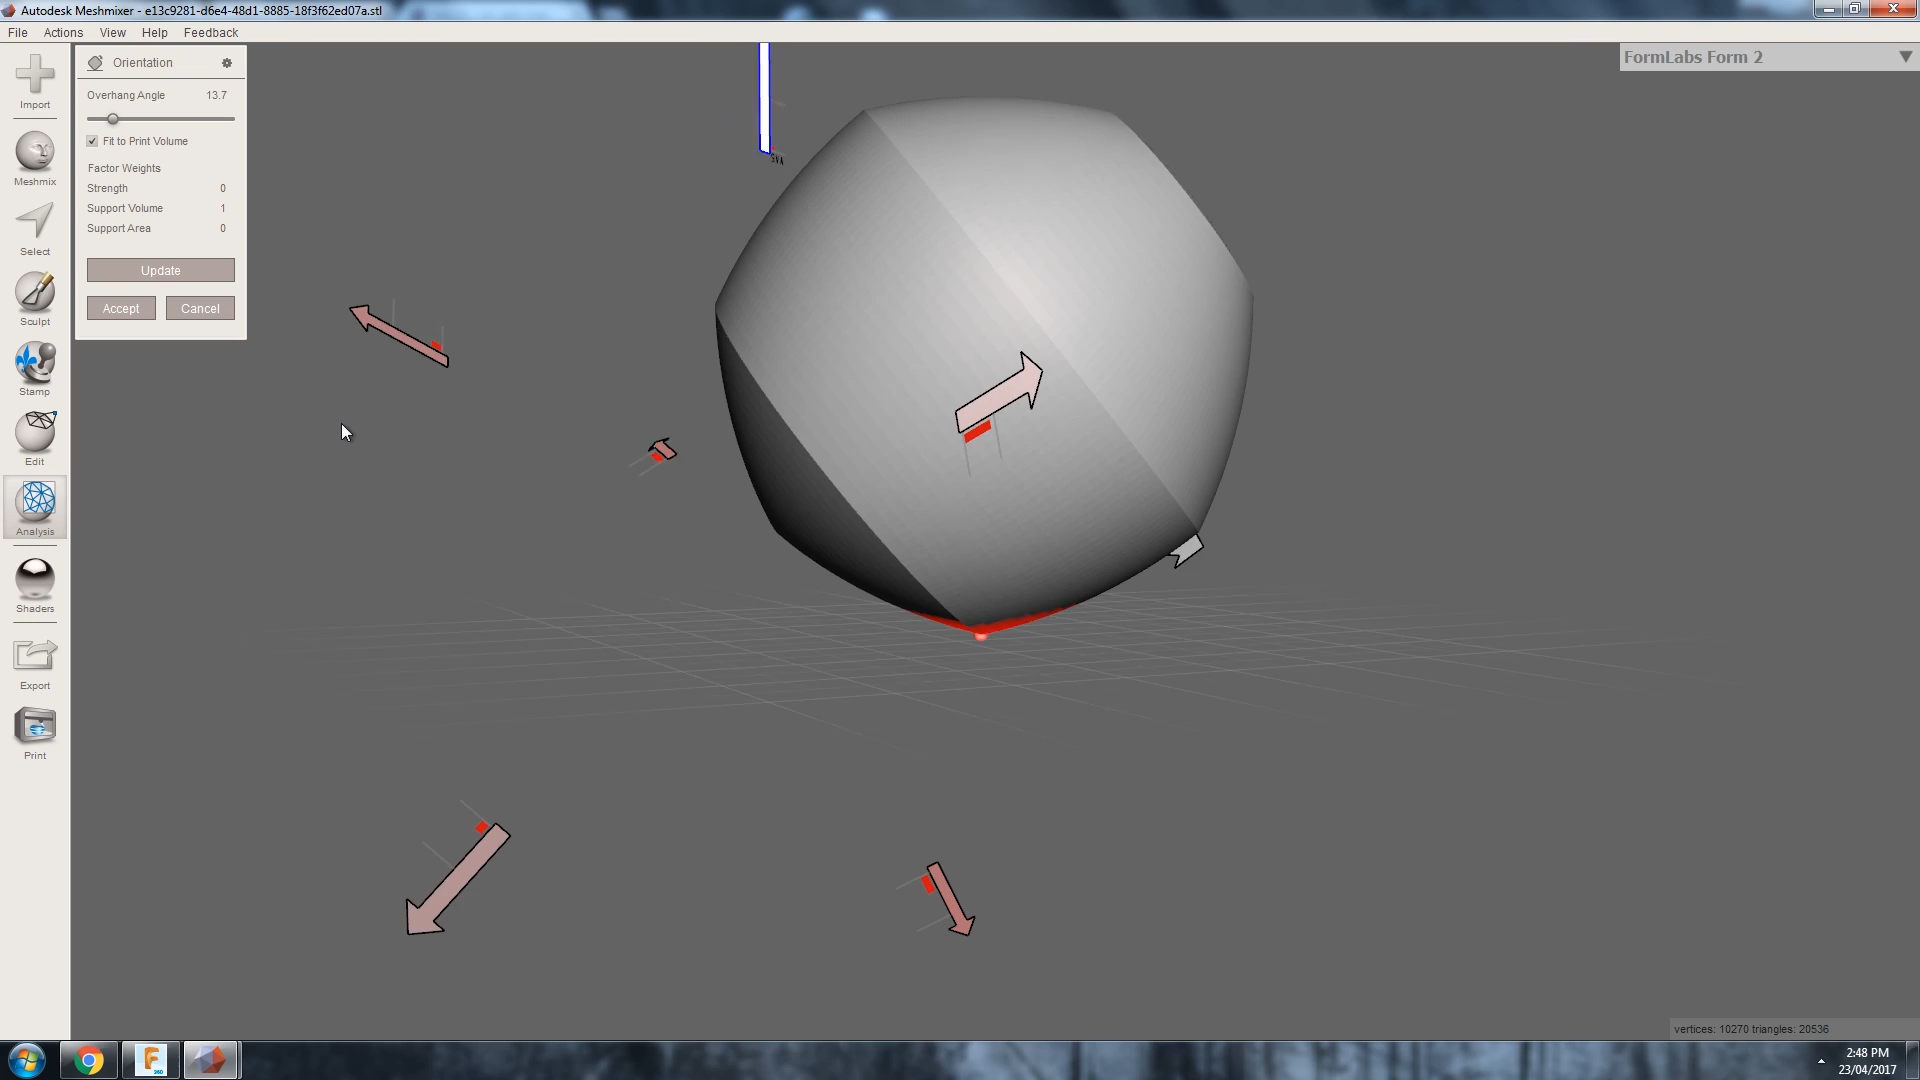 Autodesk Meshmixer - e13c9281-d6e4-48d1-8885-18f3f62ed07a.stl
File Actions View Help Feedback
Import
Meshmix
Select
Sculpt
Stamp
Edit
Analysis
Shaders
Export
Print
Orientation
Overhang Angle 13.7
Fit to Print Volume
Factor Weights
Strength 0
Support Volume 1
Support Area 0
Update
Accept Cancel
SVA
FormLabs Form 2
vertices: 10270 triangles: 20536
F
360
2:48 PM
23/04/2017